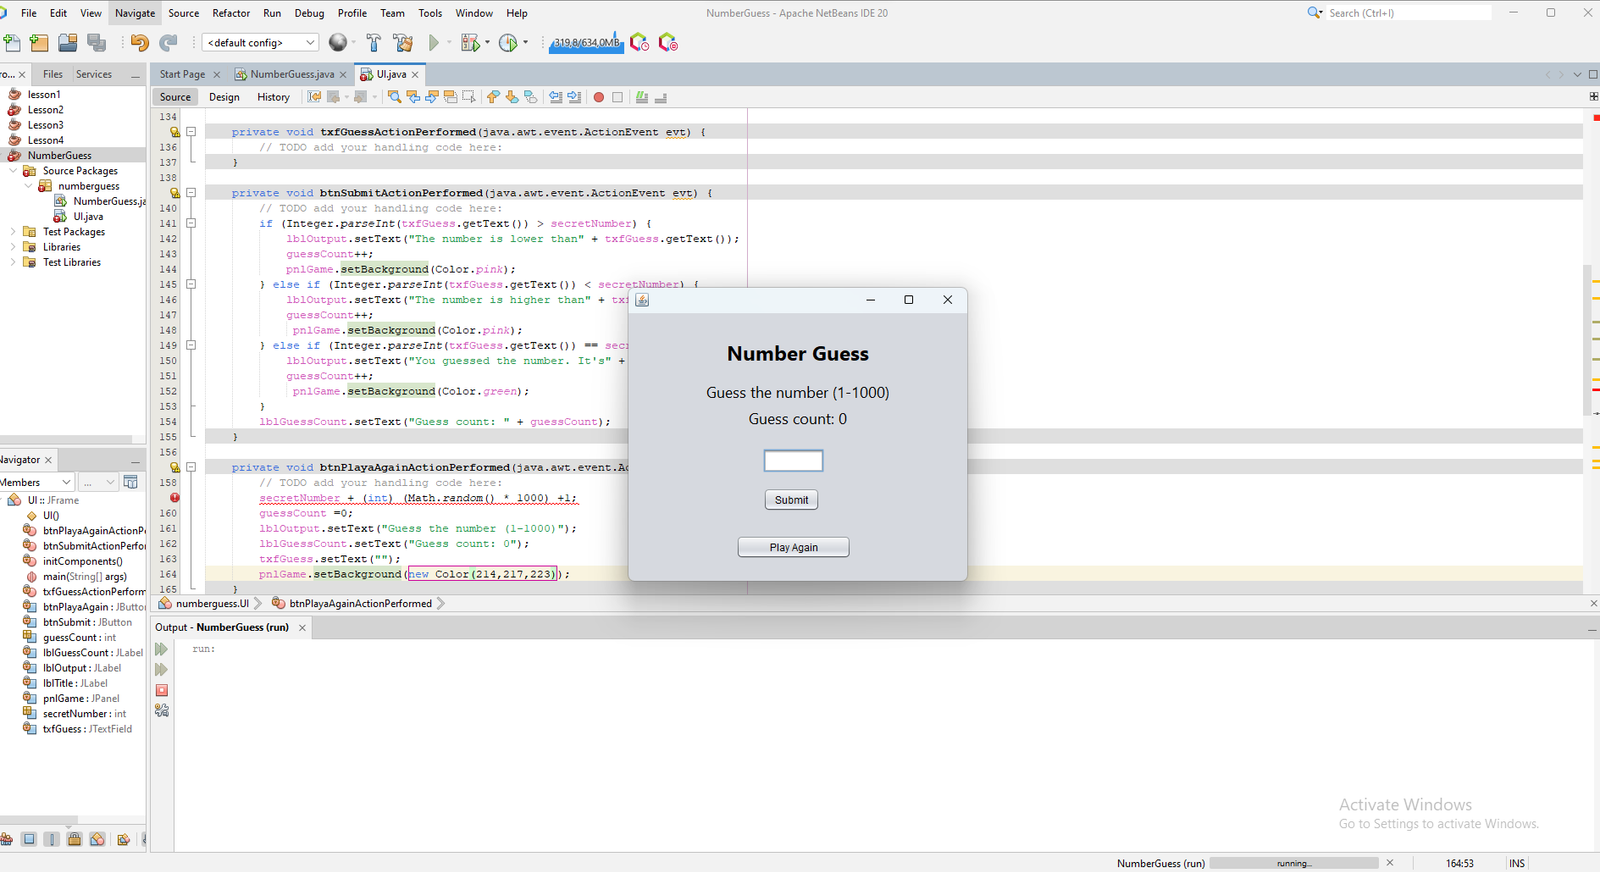 File Edit View Navigate Source Refactor Run Debug Profile Team Tools Window Help
NumberGuess - Apache NetBeans IDE 20
Search (Ctrl+I)
<default config>
319,8/634,0MB
Files Services
Start Page NumberGuess.java UI.java
Source Design History
lesson1
Lesson2
Lesson3
Lesson4
NumberGuess
Source Packages
numberguess
NumberGuess.ja
UI.java
Test Packages
Libraries
Test Libraries
134
private void txfGuessActionPerformed(java.awt.event.ActionEvent evt) {
136 // TODO add your handling code here:
137 }
138
private void btnSubmitActionPerformed(java.awt.event.ActionEvent evt) {
140 // TODO add your handling code here:
141 if (Integer.parseInt(txfGuess.getText()) > secretNumber) {
142 lblOutput.setText("The number is lower than" + txfGuess.getText());
143 guessCount++;
144 pnlGame.setBackground(Color.pink);
145 } else if (Integer.parseInt(txfGuess.getText()) < secretNumber) {
146 lblOutput.setText("The number is higher than" + txf
147 guessCount++;
148 pnlGame.setBackground(Color.pink);
149 } else if (Integer.parseInt(txfGuess.getText()) == secr
150 lblOutput.setText("You guessed the number. It's" +
151 guessCount++;
152 pnlGame.setBackground(Color.green);
153 }
154 lblGuessCount.setText("Guess count: " + guessCount);
155 }
156
private void btnPlayaAgainActionPerformed(java.awt.event.Ac
158 // TODO add your handling code here:
secretNumber + (int) (Math.random() * 1000) +1;
160 guessCount =0;
161 lblOutput.setText("Guess the number (1-1000)");
162 lblGuessCount.setText("Guess count: 0");
163 txfGuess.setText("");
164 pnlGame.setBackground(new Color(214,217,223));
165 }
Number Guess
Guess the number (1-1000)
Guess count: 0
Submit
Play Again
Navigator
Members
...
UI :: JFrame
UI()
btnPlayaAgainActionP
btnSubmitActionPerfor
initComponents()
main(String[] args)
txfGuessActionPerform
btnPlayaAgain : JButto
btnSubmit : JButton
guessCount : int
lblGuessCount : JLabel
lblOutput : JLabel
lblTitle : JLabel
pnlGame : JPanel
secretNumber : int
txfGuess : JTextField
numberguess.UI btnPlayaAgainActionPerformed
Output - NumberGuess (run)
run:
Activate Windows
Go to Settings to activate Windows.
NumberGuess (run) running... 164:53 INS